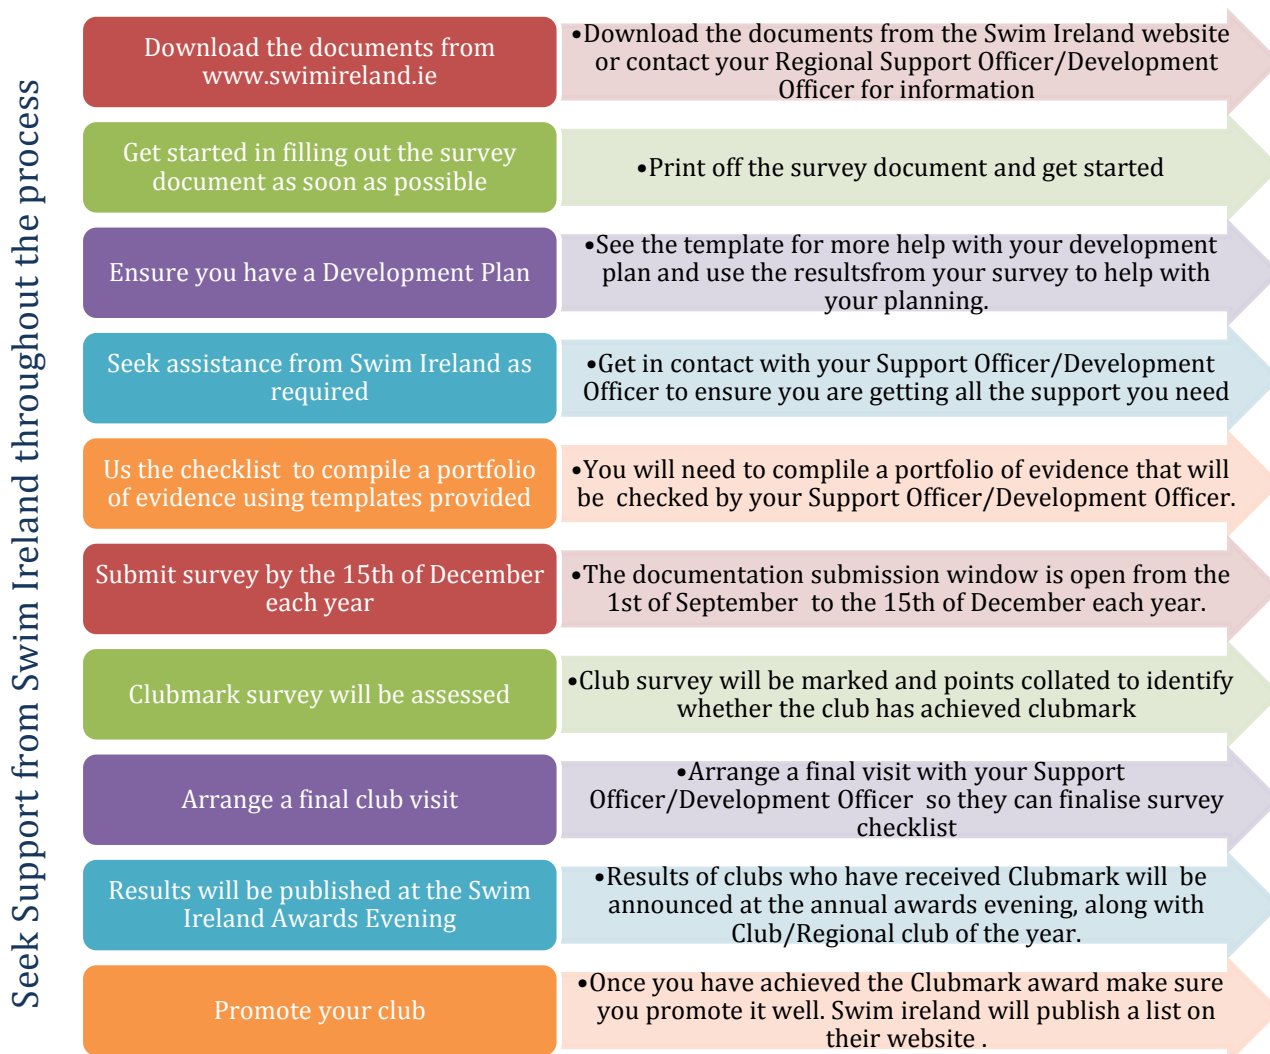 Seek Support from Swim Ireland throughout the process
Download the documents from
www.swimireland.ie
•Download the documents from the Swim Ireland website
or contact your Regional Support Officer/Development
Officer for information
Get started in filling out the survey
document as soon as possible
•Print off the survey document and get started
Ensure you have a Development Plan
•See the template for more help with your development
plan and use the resultsfrom your survey to help with
your planning.
Seek assistance from Swim Ireland as
required
•Get in contact with your Support Officer/Development
Officer to ensure you are getting all the support you need
Us the checklist  to compile a portfolio
of evidence using templates provided
•You will need to complile a portfolio of evidence that will
be  checked by your Support Officer/Development Officer.
Submit survey by the 15th of December
each year
•The documentation submission window is open from the
1st of September  to the 15th of December each year.
Clubmark survey will be assessed
•Club survey will be marked and points collated to identify
whether the club has achieved clubmark
Arrange a final club visit
•Arrange a final visit with your Support
Officer/Development Officer  so they can finalise survey
checklist
Results will be published at the Swim
Ireland Awards Evening
•Results of clubs who have received Clubmark will  be
announced at the annual awards evening, along with
Club/Regional club of the year.
Promote your club
•Once you have achieved the Clubmark award make sure
you promote it well. Swim ireland will publish a list on
their website .